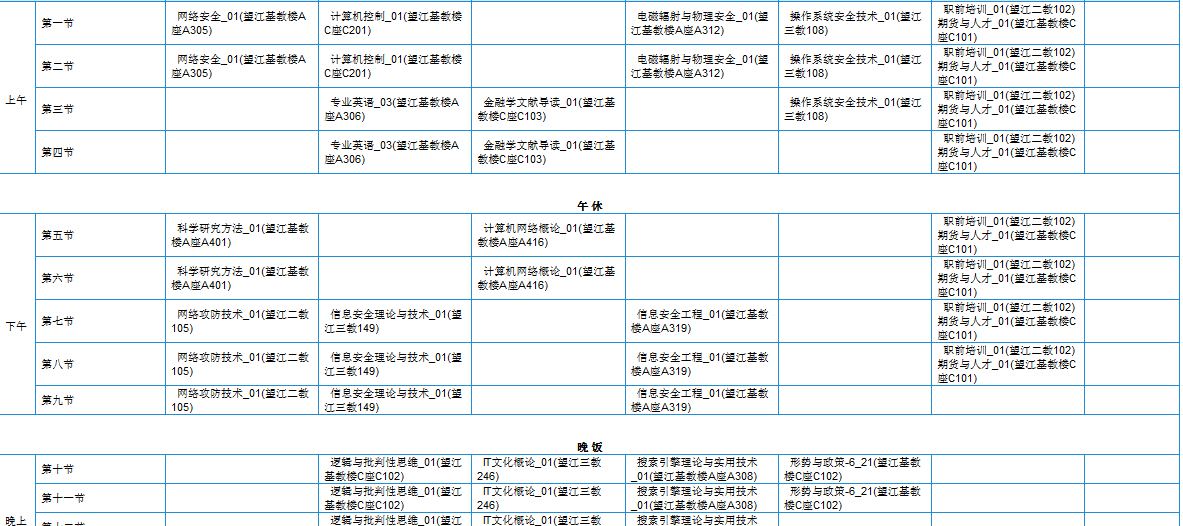 上午
第一节
网络安全_01(望江基教楼A
座A305)
计算机控制_01(望江基教楼
C座C201)
电磁辐射与物理安全_01(望
江基教楼A座A312)
操作系统安全技术_01(望江
三教108)
职前培训_01(望江二教102)
期货与人才_01(望江基教楼C
座C101)
第二节
网络安全_01(望江基教楼A
座A305)
计算机控制_01(望江基教楼
C座C201)
电磁辐射与物理安全_01(望
江基教楼A座A312)
操作系统安全技术_01(望江
三教108)
职前培训_01(望江二教102)
期货与人才_01(望江基教楼C
座C101)
第三节
专业英语_03(望江基教楼A
座A306)
金融学文献导读_01(望江基
教楼C座C103)
操作系统安全技术_01(望江
三教108)
职前培训_01(望江二教102)
期货与人才_01(望江基教楼C
座C101)
第四节
专业英语_03(望江基教楼A
座A306)
金融学文献导读_01(望江基
教楼C座C103)
职前培训_01(望江二教102)
期货与人才_01(望江基教楼C
座C101)
午 休
下午
第五节
科学研究方法_01(望江基教
楼A座A401)
计算机网络概论_01(望江基
教楼A座A416)
职前培训_01(望江二教102)
期货与人才_01(望江基教楼C
座C101)
第六节
科学研究方法_01(望江基教
楼A座A401)
计算机网络概论_01(望江基
教楼A座A416)
职前培训_01(望江二教102)
期货与人才_01(望江基教楼C
座C101)
第七节
网络攻防技术_01(望江二教
105)
信息安全理论与技术_01(望
江三教149)
信息安全工程_01(望江基教
楼A座A319)
职前培训_01(望江二教102)
期货与人才_01(望江基教楼C
座C101)
第八节
网络攻防技术_01(望江二教
105)
信息安全理论与技术_01(望
江三教149)
信息安全工程_01(望江基教
楼A座A319)
职前培训_01(望江二教102)
期货与人才_01(望江基教楼C
座C101)
第九节
网络攻防技术_01(望江二教
105)
信息安全理论与技术_01(望
江三教149)
信息安全工程_01(望江基教
楼A座A319)
晚 饭
晚上
第十节
逻辑与批判性思维_01(望江
基教楼C座C102)
IT文化概论_01(望江三教
246)
搜索引擎理论与实用技术
_01(望江基教楼A座A308)
形势与政策-6_21(望江基教
楼C座C102)
第十一节
逻辑与批判性思维_01(望江
基教楼C座C102)
IT文化概论_01(望江三教
246)
搜索引擎理论与实用技术
_01(望江基教楼A座A308)
形势与政策-6_21(望江基教
楼C座C102)
第十二节
逻辑与批判性思维_01(望江
IT文化概论_01(望江三教
搜索引擎理论与实用技术